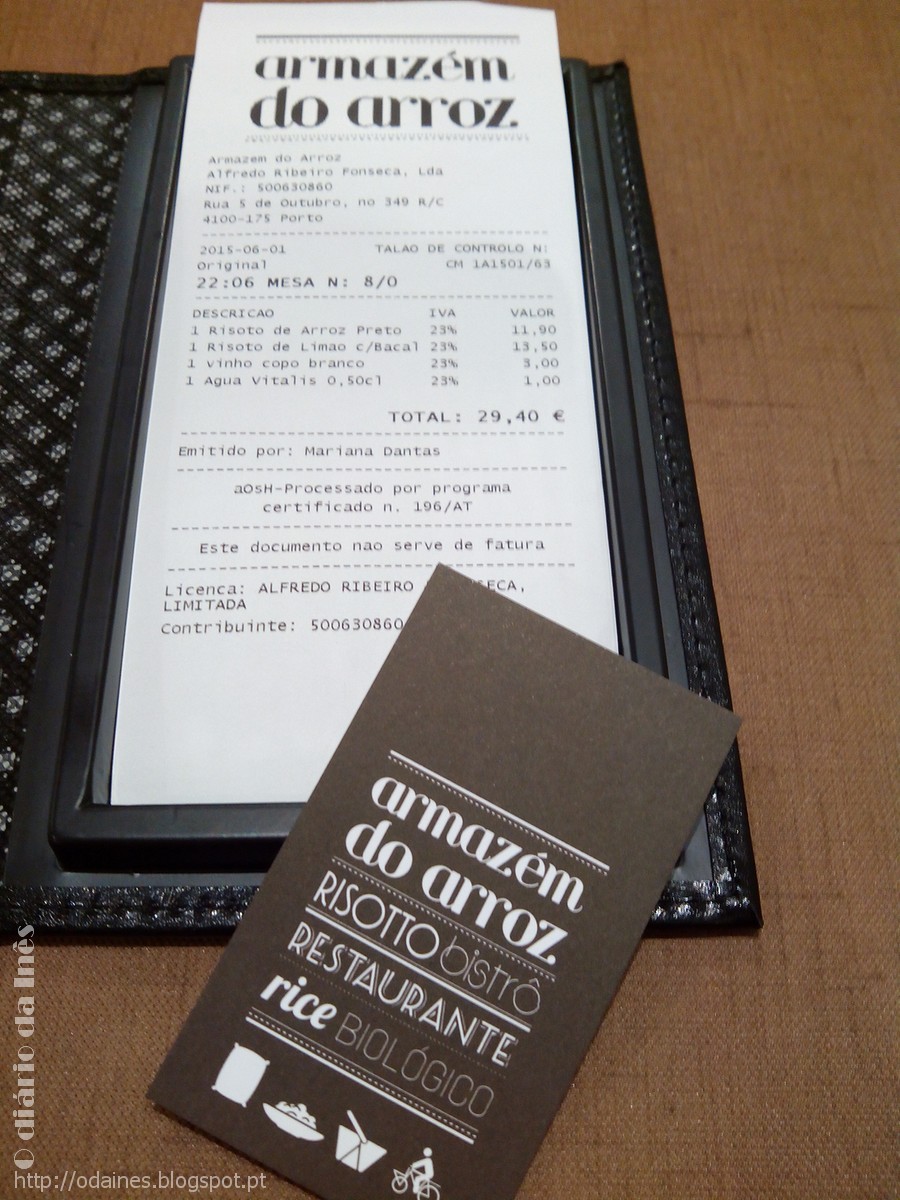 armazém
do arroz
Armazem do Arroz
Alfredo Ribeiro Fonseca, Lda
NIF.: 500630860
Rua 5 de Outubro, no 349 R/C
4100-175 Porto
2015-06-01 TALAO DE CONTROLO N:
Original CM 1A1501/63
22:06 MESA N: 8/0
DESCRICAO IVA VALOR
1 Risoto de Arroz Preto 23% 11,90
1 Risoto de Limao c/Bacal 23% 13,50
1 vinho copo branco 23% 3,00
1 Agua Vitalis 0,50cl 23% 1,00
TOTAL: 29,40 €
Emitido por: Mariana Dantas
aOsH-Processado por programa
certificado n. 196/AT
Este documento nao serve de fatura
Licenca: ALFREDO RIBEIRO SECA,
LIMITADA
Contribuinte: 500630860
armazém
do arroz
RISOTTO bistrô
RESTAURANTE
rice BIOLÓGICO
O diário da Inês
http://odaines.blogspot.pt